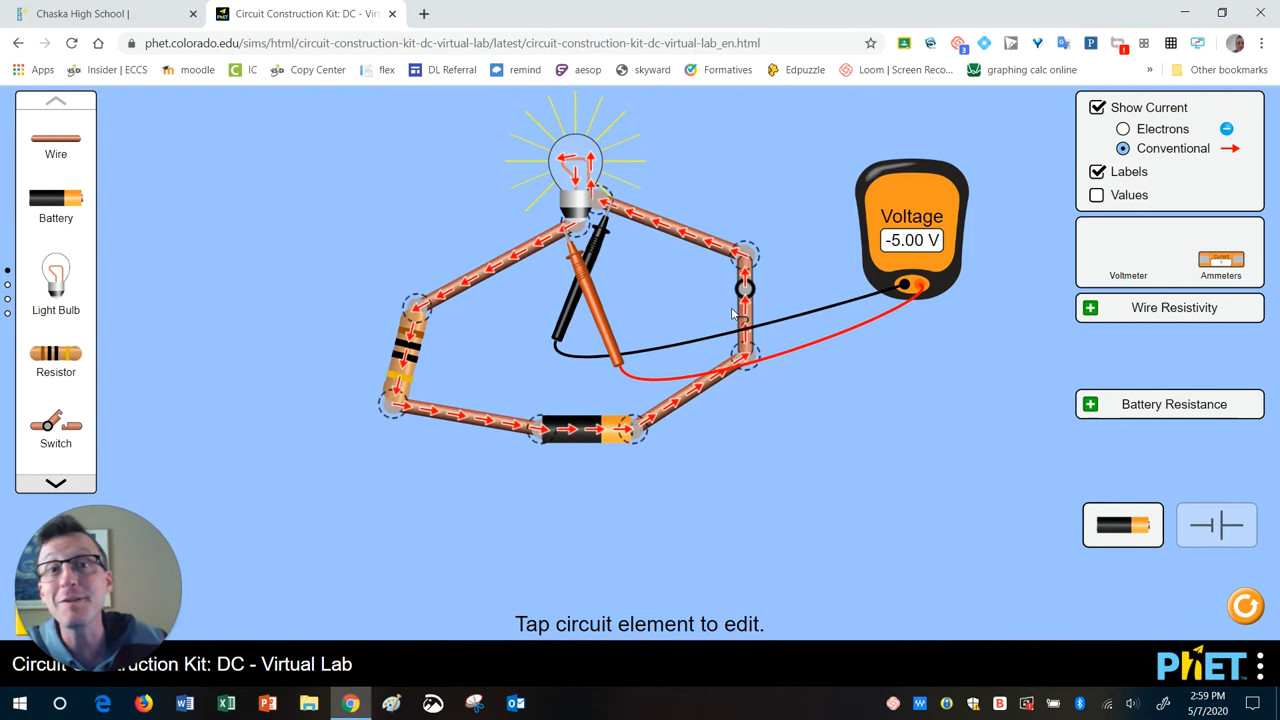 Chaska High School |
Circuit Construction Kit: DC - Virt
phet.colorado.edu/sims/html/circuit-construction-kit-dc-virtual-lab/latest/circuit-construction-kit-dc-virtual-lab_en.html
Apps
Insider | ECCS
moodle
IC
Copy Center
flex
DL Referral
remind
aesop
skyward
Formatives
Edpuzzle
Loom | Screen Reco...
graphing calc online
»
Other bookmarks
Wire
Battery
Light Bulb
Resistor
Switch
Voltage
-5.00 V
Show Current
Electrons
Conventional
Labels
Values
Voltmeter
Current
?
Ammeters
Wire Resistivity
Battery Resistance
Tap circuit element to edit.
Circuit Construction Kit: DC - Virtual Lab
PhET
2:59 PM
5/7/2020